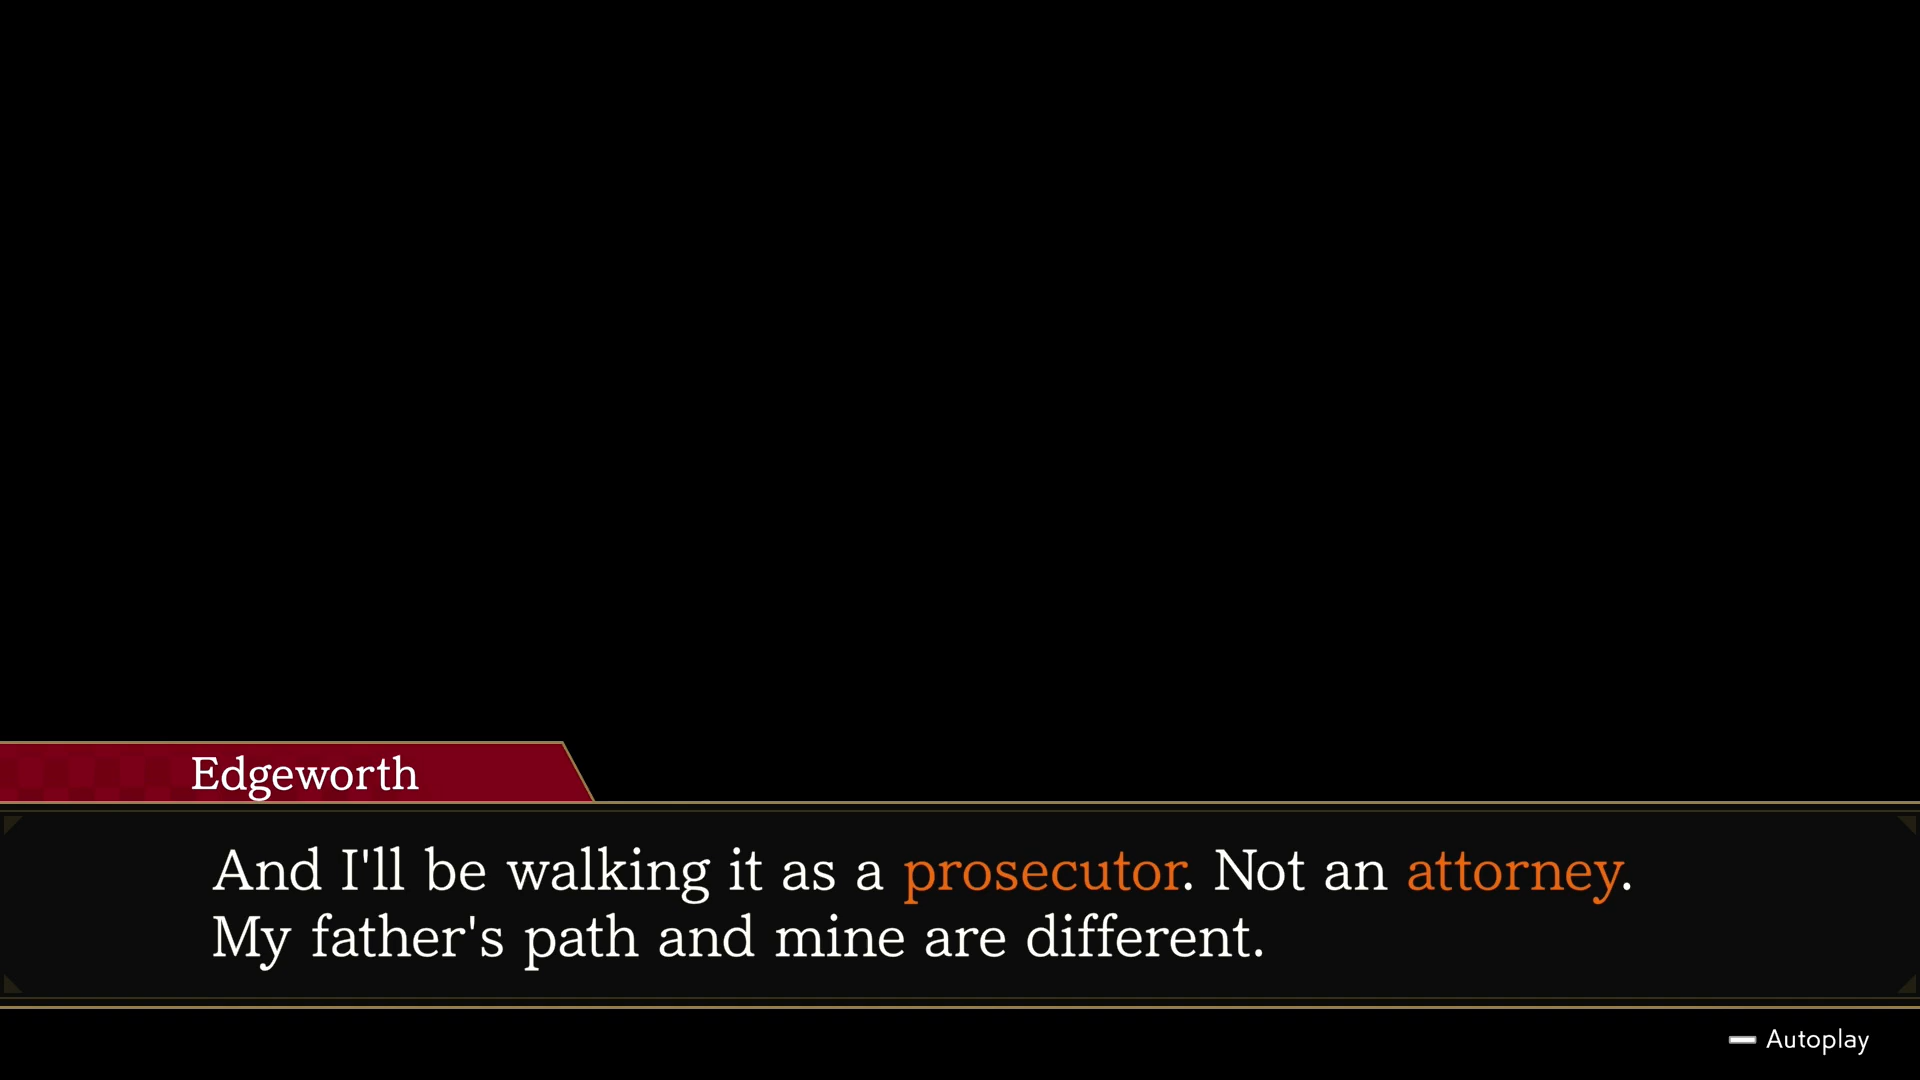 Edgeworth
And I'll be walking it as a prosecutor. Not an attorney.
My father's path and mine are different.
Autoplay